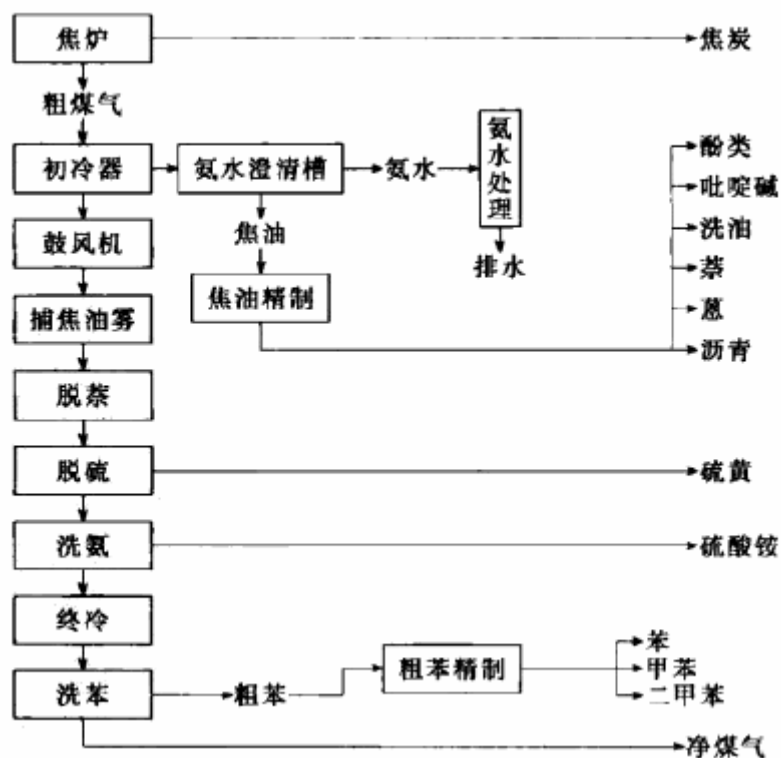 焦炉
焦炭
粗煤气
初冷器
氨水澄清槽
氨水
氨水处理
排水
酚类
吡啶碱
洗油
萘
蒽
沥青
鼓风机
焦油
焦油精制
捕焦油雾
脱萘
脱硫
硫黄
洗氨
硫酸铵
终冷
洗苯
粗苯
粗苯精制
苯
甲苯
二甲苯
净煤气